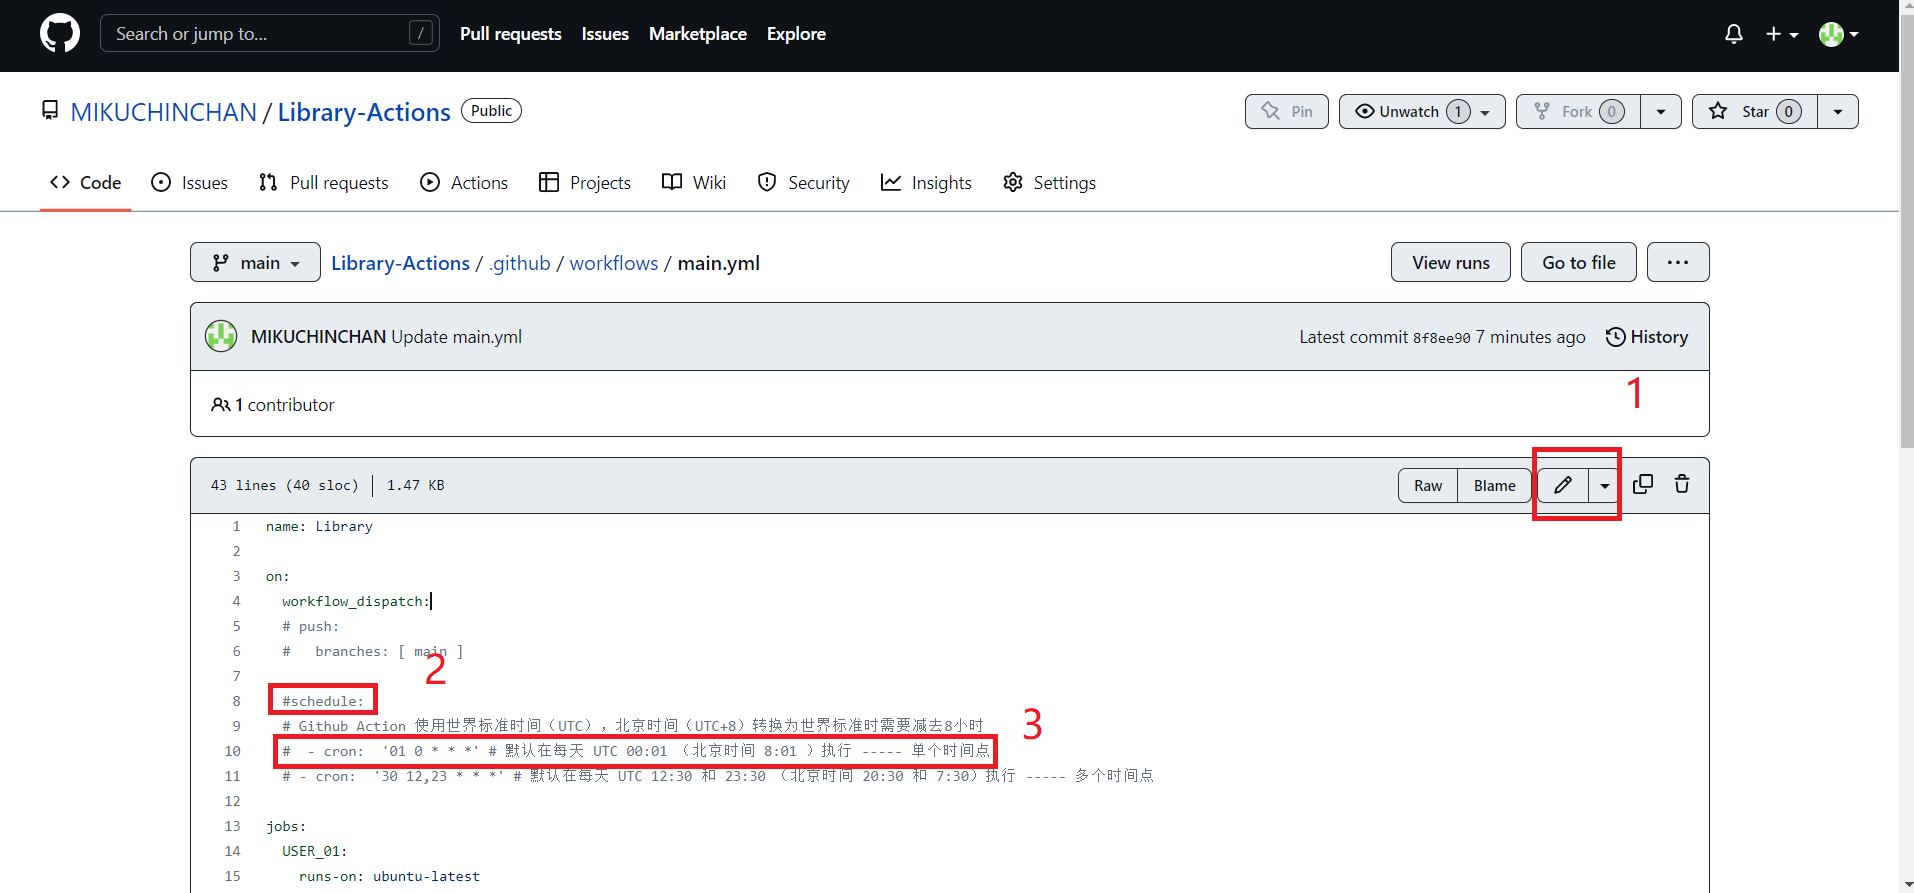 Search or jump to... / Pull requests Issues Marketplace Explore
MIKUCHINCHAN / Library-Actions Public Pin Unwatch 1 Fork 0 Star 0
Code Issues Pull requests Actions Projects Wiki Security Insights Settings
main Library-Actions / .github / workflows / main.yml View runs Go to file ...
MIKUCHINCHAN Update main.yml Latest commit 8f8ee90 7 minutes ago History
1
1 contributor
43 lines (40 sloc) 1.47 KB Raw Blame
1 name: Library
2
3 on:
4 workflow_dispatch:
5 # push:
6 # branches: [ main ]
2
7
8 #schedule:
9 # Github Action 使用世界标准时间（UTC），北京时间（UTC+8）转换为世界标准时需要减去8小时
3
10 # - cron: '01 0 * * *' # 默认在每天 UTC 00:01 （北京时间 8:01 ）执行 ----- 单个时间点
11 # - cron: '30 12,23 * * *' # 默认在每天 UTC 12:30 和 23:30 （北京时间 20:30 和 7:30）执行 ----- 多个时间点
12
13 jobs:
14 USER_01:
15 runs-on: ubuntu-latest